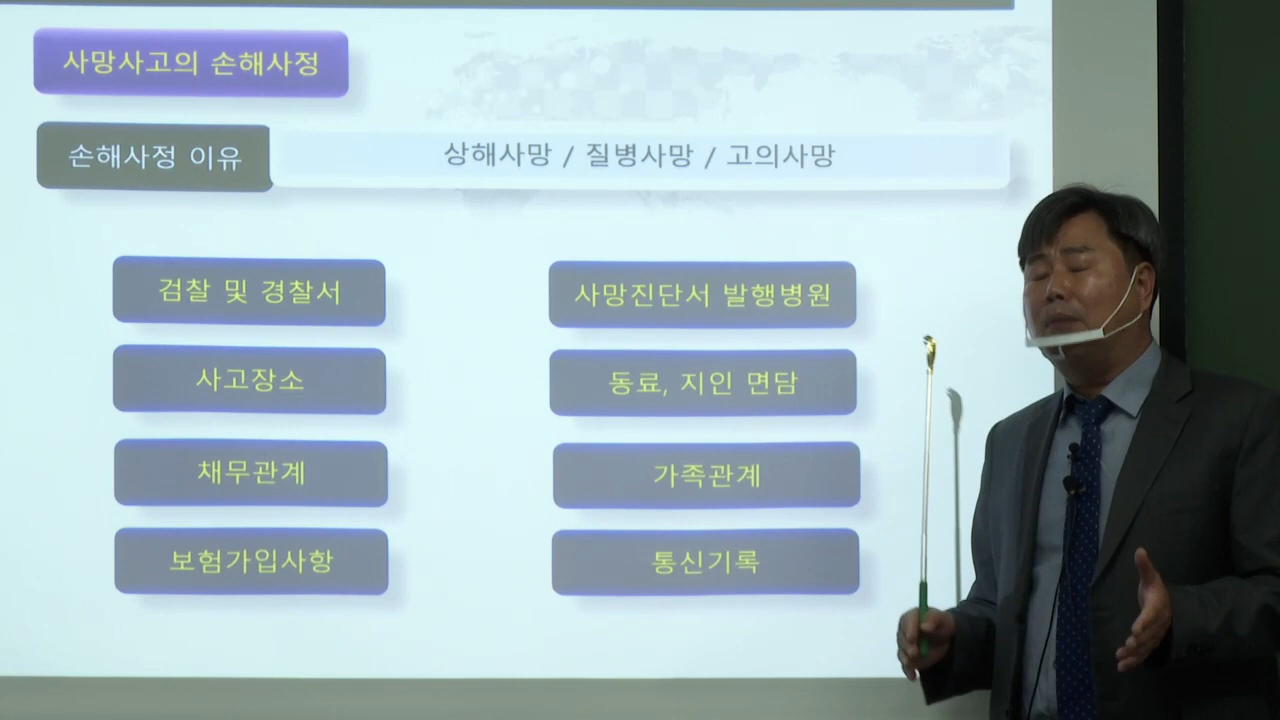 사망사고의 손해사정
손해사정 이유
상해사망 / 질병사망 / 고의사망
검찰 및 경찰서
사망진단서 발행병원
사고장소
동료, 지인 면담
채무관계
가족관계
보험가입사항
통신기록